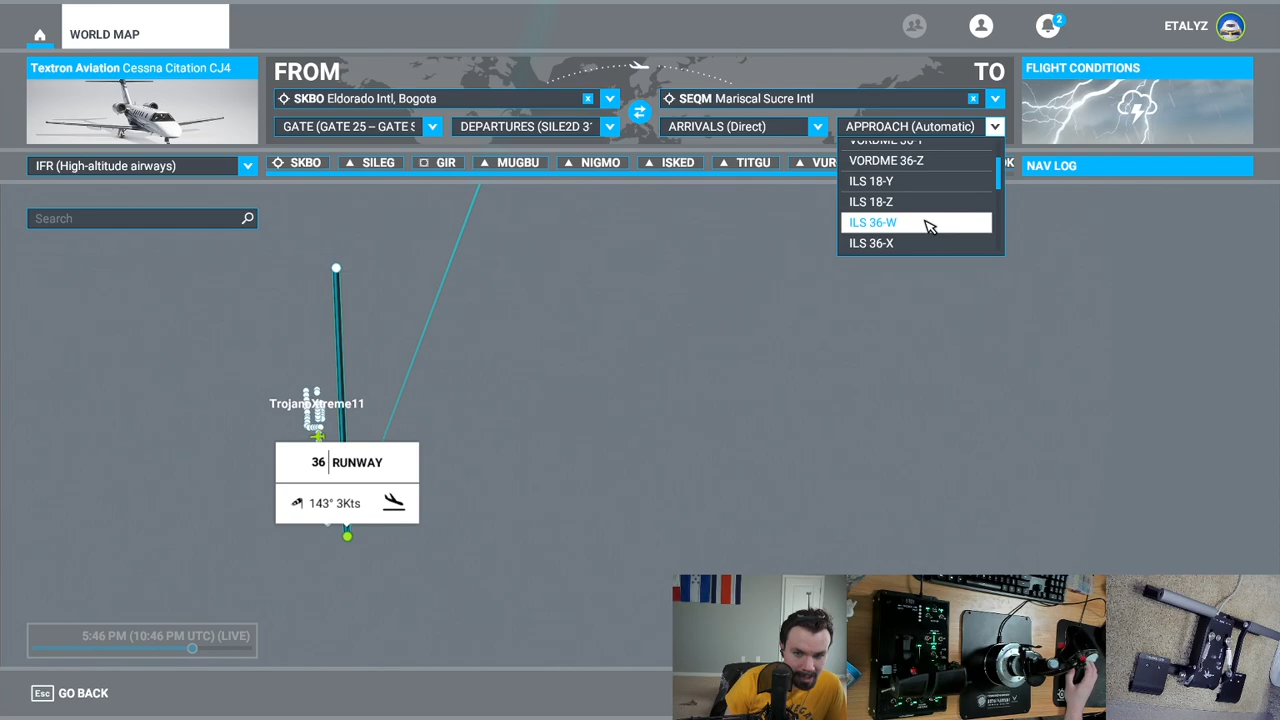 WORLD MAP
2
ETALYZ
Textron Aviation Cessna Citation CJ4
FROM
TO
FLIGHT CONDITIONS
SKBO Eldorado Intl, Bogota
x
SEQM Mariscal Sucre Intl
x
GATE (GATE 25 – GATE S
DEPARTURES (SILE2D 31
ARRIVALS (Direct)
APPROACH (Automatic)
IFR (High-altitude airways)
SKBO
SILEG
GIR
MUGBU
NIGMO
ISKED
TITGU
VUR
NAV LOG
VORDME 36-Z
ILS 18-Y
ILS 18-Z
ILS 36-W
ILS 36-X
Search
TrojanXtreme11
36 RUNWAY
143° 3Kts
5:46 PM (10:46 PM UTC) (LIVE)
Esc GO BACK